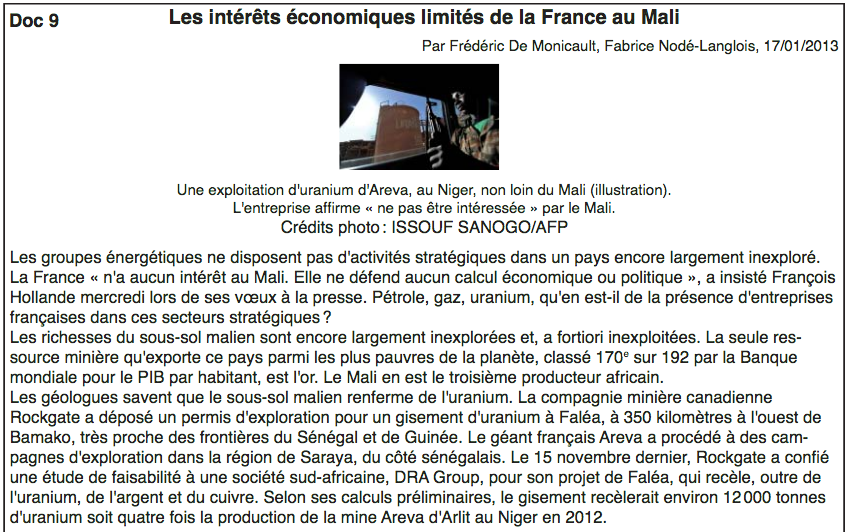 Doc 9
Les intérêts économiques limités de la France au Mali
Par Frédéric De Monicault, Fabrice Nodé-Langlois, 17/01/2013
Une exploitation d'uranium d'Areva, au Niger, non loin du Mali (illustration).
L'entreprise affirme « ne pas être intéressée » par le Mali.
Crédits photo : ISSOUF SANOGO/AFP
Les groupes énergétiques ne disposent pas d'activités stratégiques dans un pays encore largement inexploré.
La France « n'a aucun intérêt au Mali. Elle ne défend aucun calcul économique ou politique », a insisté François
Hollande mercredi lors de ses vœux à la presse. Pétrole, gaz, uranium, qu'en est-il de la présence d'entreprises
françaises dans ces secteurs stratégiques ?
Les richesses du sous-sol malien sont encore largement inexplorées et, a fortiori inexploitées. La seule res-
source minière qu'exporte ce pays parmi les plus pauvres de la planète, classé 170e sur 192 par la Banque
mondiale pour le PIB par habitant, est l'or. Le Mali en est le troisième producteur africain.
Les géologues savent que le sous-sol malien renferme de l'uranium. La compagnie minière canadienne
Rockgate a déposé un permis d'exploration pour un gisement d'uranium à Faléa, à 350 kilomètres à l'ouest de
Bamako, très proche des frontières du Sénégal et de Guinée. Le géant français Areva a procédé à des cam-
pagnes d'exploration dans la région de Saraya, du côté sénégalais. Le 15 novembre dernier, Rockgate a confié
une étude de faisabilité à une société sud-africaine, DRA Group, pour son projet de Faléa, qui recèle, outre de
l'uranium, de l'argent et du cuivre. Selon ses calculs préliminaires, le gisement recèlerait environ 12 000 tonnes
d'uranium soit quatre fois la production de la mine Areva d'Arlit au Niger en 2012.